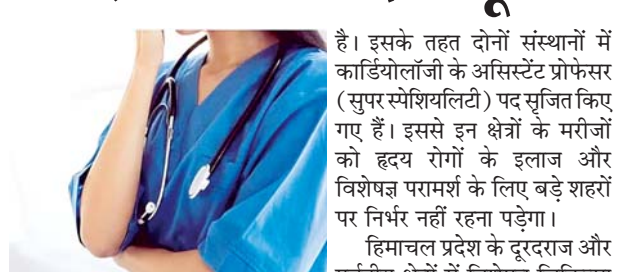 है। इसके तहत दोनों संस्थानों में
कार्डियोलॉजी के असिस्टेंट प्रोफेसर
(सुपर स्पेशियलिटी) पद सृजित किए
गए हैं। इससे इन क्षेत्रों के मरीजों
को हृदय रोगों के इलाज और
विशेषज्ञ परामर्श के लिए बड़े शहरों
पर निर्भर नहीं रहना पड़ेगा।
हिमाचल प्रदेश के दूरदराज और